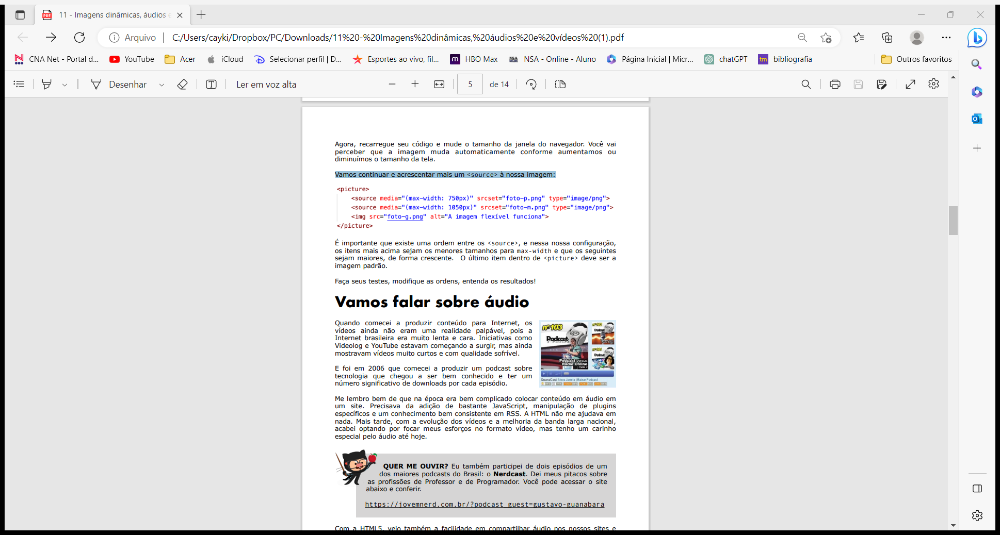 11 - Imagens dinâmicas, áudios e
Arquivo | C:/Users/cayki/Dropbox/PC/Downloads/11%20-%20Imagens%20dinâmicas,%20áudios%20e%20vídeos%20(1).pdf
CNA Net - Portal d... YouTube Acer iCloud Selecionar perfil | D... Esportes ao vivo, fil... HBO Max NSA - Online - Aluno Página Inicial | Micr... chatGPT bibliografia Outros favoritos
Desenhar Ler em voz alta 5 de 14
Agora, recarregue seu código e mude o tamanho da janela do navegador. Você vai
perceber que a imagem muda automaticamente conforme aumentamos ou
diminuímos o tamanho da tela.
Vamos continuar e acrescentar mais um <source> à nossa imagem:
<picture>
<source media="(max-width: 750px)" srcset="foto-p.png" type="image/png">
<source media="(max-width: 1050px)" srcset="foto-m.png" type="image/png">
<img src="foto-g.png" alt="A imagem flexível funciona">
</picture>
É importante que existe uma ordem entre os <source>, e nessa nossa configuração,
os itens mais acima sejam os menores tamanhos para max-width e que os seguintes
sejam maiores, de forma crescente. O último item dentro de <picture> deve ser a
imagem padrão.
Faça seus testes, modifique as ordens, entenda os resultados!
Vamos falar sobre áudio
Quando comecei a produzir conteúdo para Internet, os
vídeos ainda não eram uma realidade palpável, pois a
Internet brasileira era muito lenta e cara. Iniciativas como
Videolog e YouTube estavam começando a surgir, mas ainda
mostravam vídeos muito curtos e com qualidade sofrível.
E foi em 2006 que comecei a produzir um podcast sobre
tecnologia que chegou a ser bem conhecido e ter um
número significativo de downloads por cada episódio.
nº103
Podcast
Podcast versus
Radio Online
Parte 2
nº102
Podcast
nº101
Podcast
GuanaCast Nova Janela | Baixar Podcast
Me lembro bem de que na época era bem complicado colocar conteúdo em áudio em
um site. Precisava da adição de bastante JavaScript, manipulação de plugins
específicos e um conhecimento bem consistente em RSS. A HTML não me ajudava em
nada. Mais tarde, com a evolução dos vídeos e a melhoria da banda larga nacional,
acabei optando por focar meus esforços no formato vídeo, mas tenho um carinho
especial pelo áudio até hoje.
QUER ME OUVIR? Eu também participei de dois episódios de um
dos maiores podcasts do Brasil: o Nerdcast. Dei meus pitacos sobre
as profissões de Professor e de Programador. Você pode acessar o site
abaixo e conferir.
https://jovemnerd.com.br/?podcast_guest=gustavo-guanabara
Com a HTML5, veio também a facilidade em compartilhar áudio nos nossos sites e